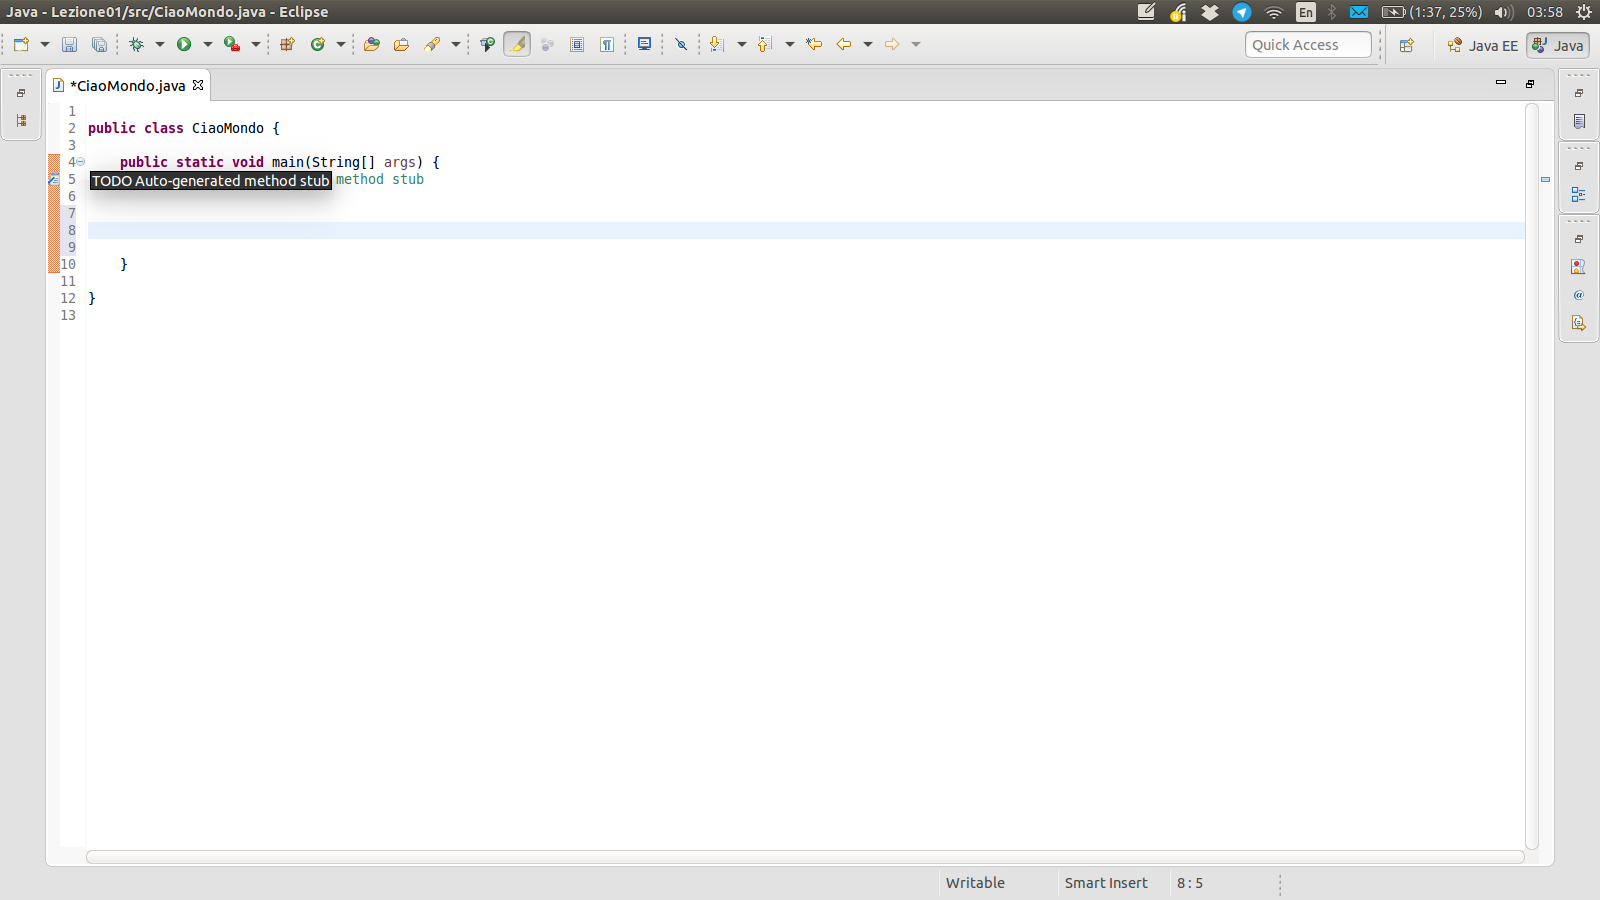 Java - Lezione01/src/CiaoMondo.java - Eclipse
En
(1:37, 25%)
03:58
Quick Access
Java EE
Java
*CiaoMondo.java
1
2 public class CiaoMondo {
3
4 public static void main(String[] args) {
5 TODO Auto-generated method stub method stub
6
7
8
9
10 }
11
12 }
13
Writable
Smart Insert
8 : 5